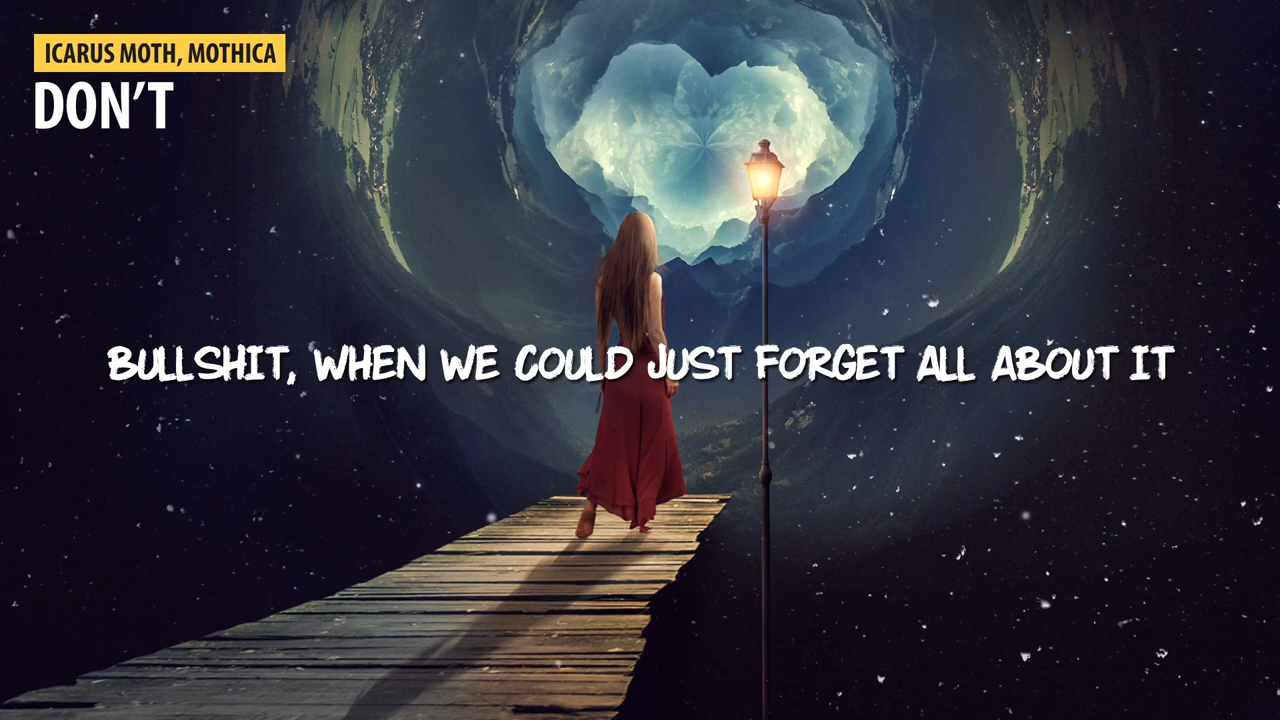 ICARUS MOTH, MOTHICA
DON'T
BULLSHIT, WHEN WE COULD JUST FORGET ALL ABOUT IT